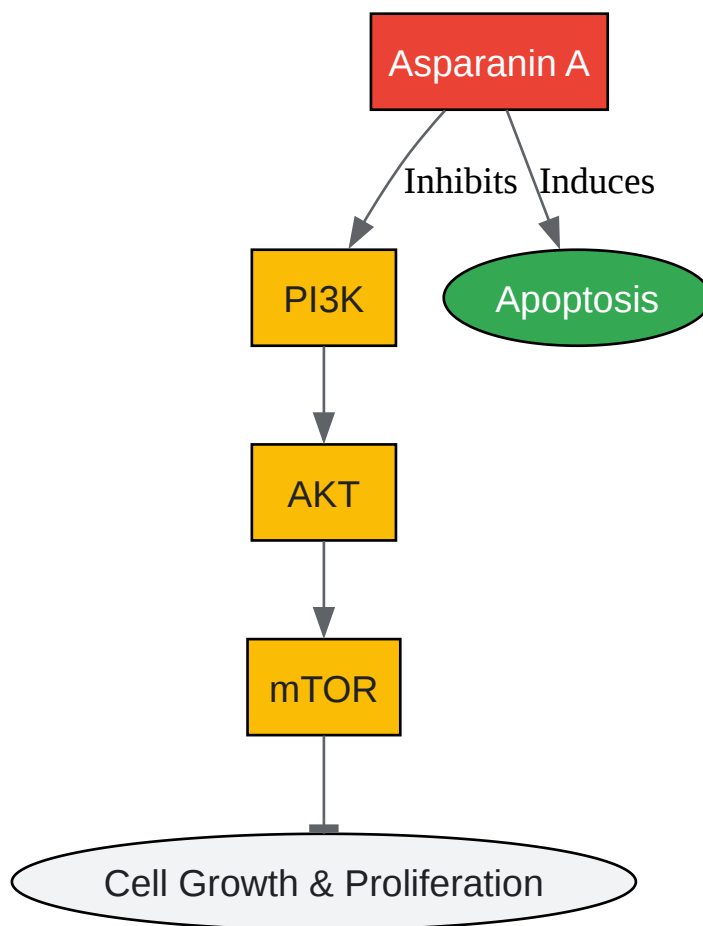 Asparanin A
Inhibits
Induces
PI3K
Apoptosis
AKT
mTOR
Cell Growth & Proliferation